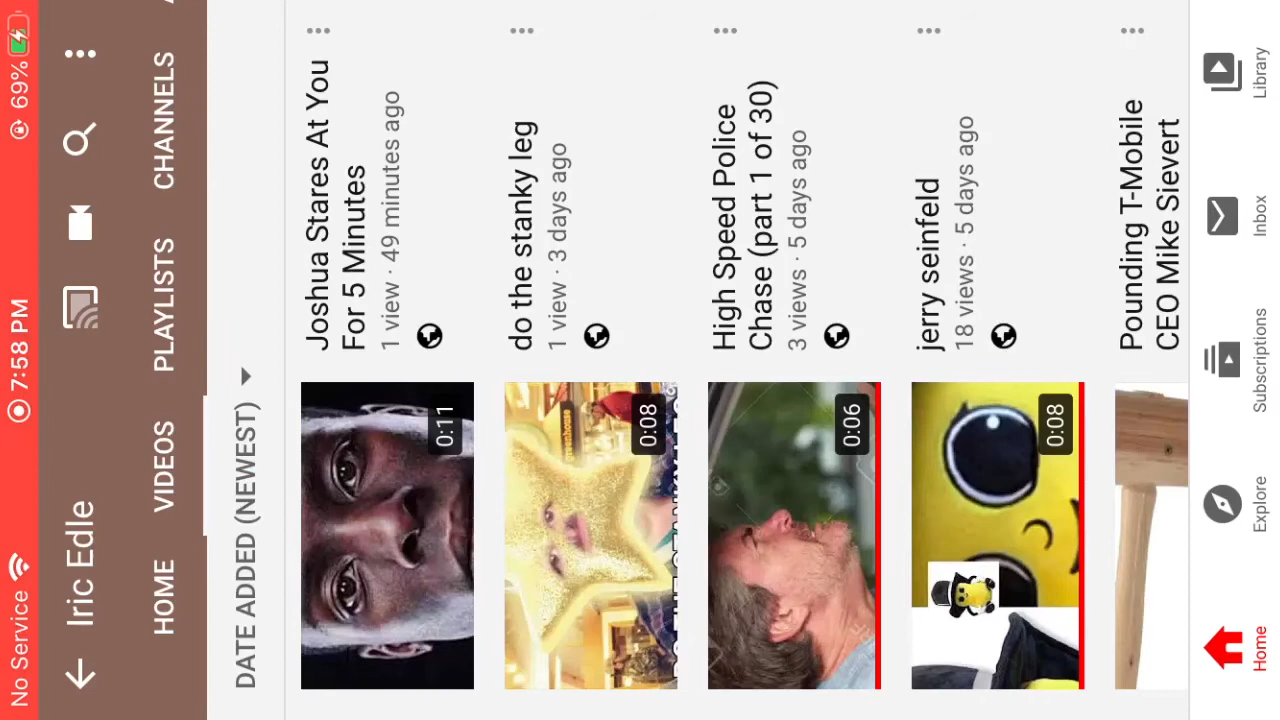 No Service 7:58 PM 69%
Iric Edle
HOME VIDEOS PLAYLISTS CHANNELS
DATE ADDED (NEWEST)
0:11
Joshua Stares At You
For 5 Minutes
1 view · 49 minutes ago
greenhouse
0:08
do the stanky leg
1 view · 3 days ago
0:06
High Speed Police
Chase (part 1 of 30)
3 views · 5 days ago
0:08
jerry seinfeld
18 views · 5 days ago
Pounding T-Mobile
CEO Mike Sievert
Home Explore Subscriptions Inbox Library